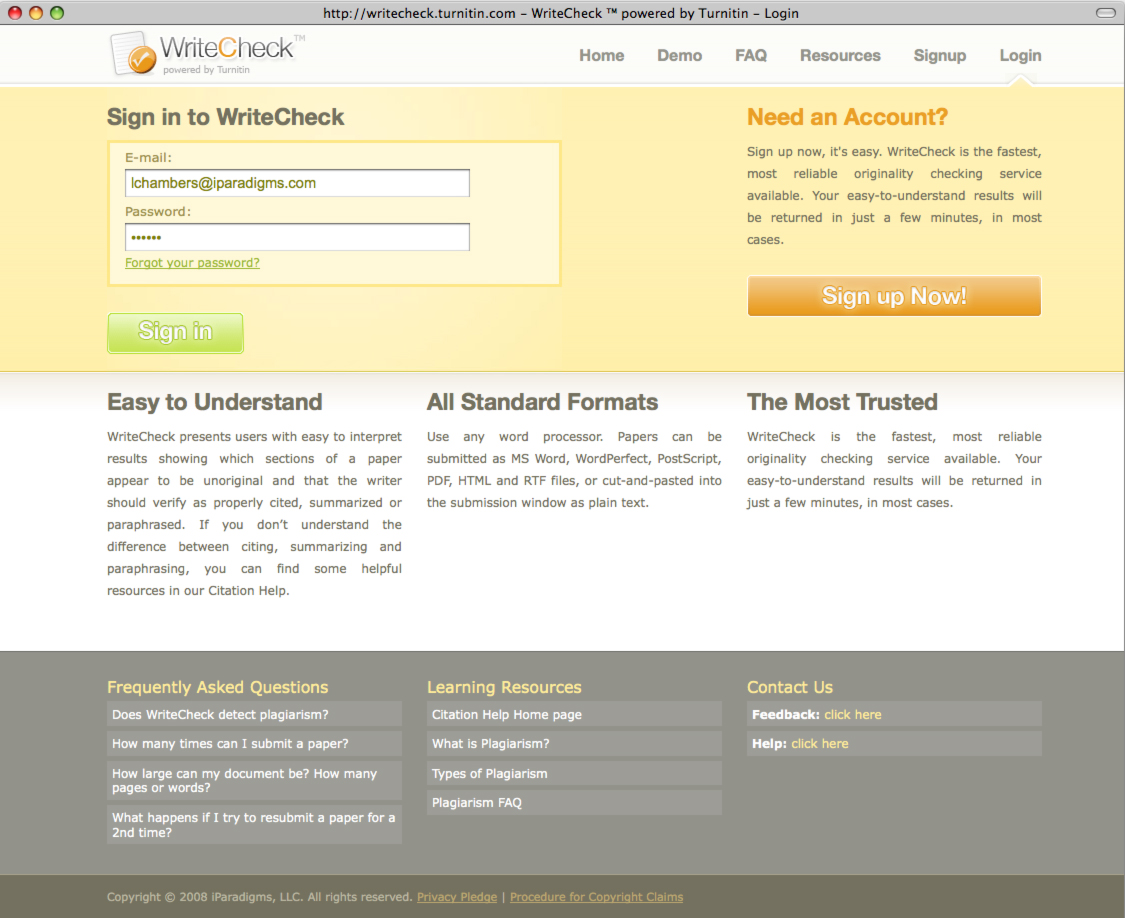 http://writecheck.turnitin.com – WriteCheck ™ powered by Turnitin – Login
WriteCheck™
powered by Turnitin
Home Demo FAQ Resources Signup Login
Sign in to WriteCheck
E-mail:
lchambers@iparadigms.com
Password:
••••••
Forgot your password?
Sign in
Need an Account?
Sign up now, it's easy. WriteCheck is the fastest,
most reliable originality checking service
available. Your easy-to-understand results will
be returned in just a few minutes, in most
cases.
Sign up Now!
Easy to Understand
WriteCheck presents users with easy to interpret
results showing which sections of a paper
appear to be unoriginal and that the writer
should verify as properly cited, summarized or
paraphrased. If you don’t understand the
difference between citing, summarizing and
paraphrasing, you can find some helpful
resources in our Citation Help.
All Standard Formats
Use any word processor. Papers can be
submitted as MS Word, WordPerfect, PostScript,
PDF, HTML and RTF files, or cut-and-pasted into
the submission window as plain text.
The Most Trusted
WriteCheck is the fastest, most reliable
originality checking service available. Your
easy-to-understand results will be returned in
just a few minutes, in most cases.
Frequently Asked Questions
Does WriteCheck detect plagiarism?
How many times can I submit a paper?
How large can my document be? How many
pages or words?
What happens if I try to resubmit a paper for a
2nd time?
Learning Resources
Citation Help Home page
What is Plagiarism?
Types of Plagiarism
Plagiarism FAQ
Contact Us
Feedback: click here
Help: click here
Copyright © 2008 iParadigms, LLC. All rights reserved. Privacy Pledge | Procedure for Copyright Claims